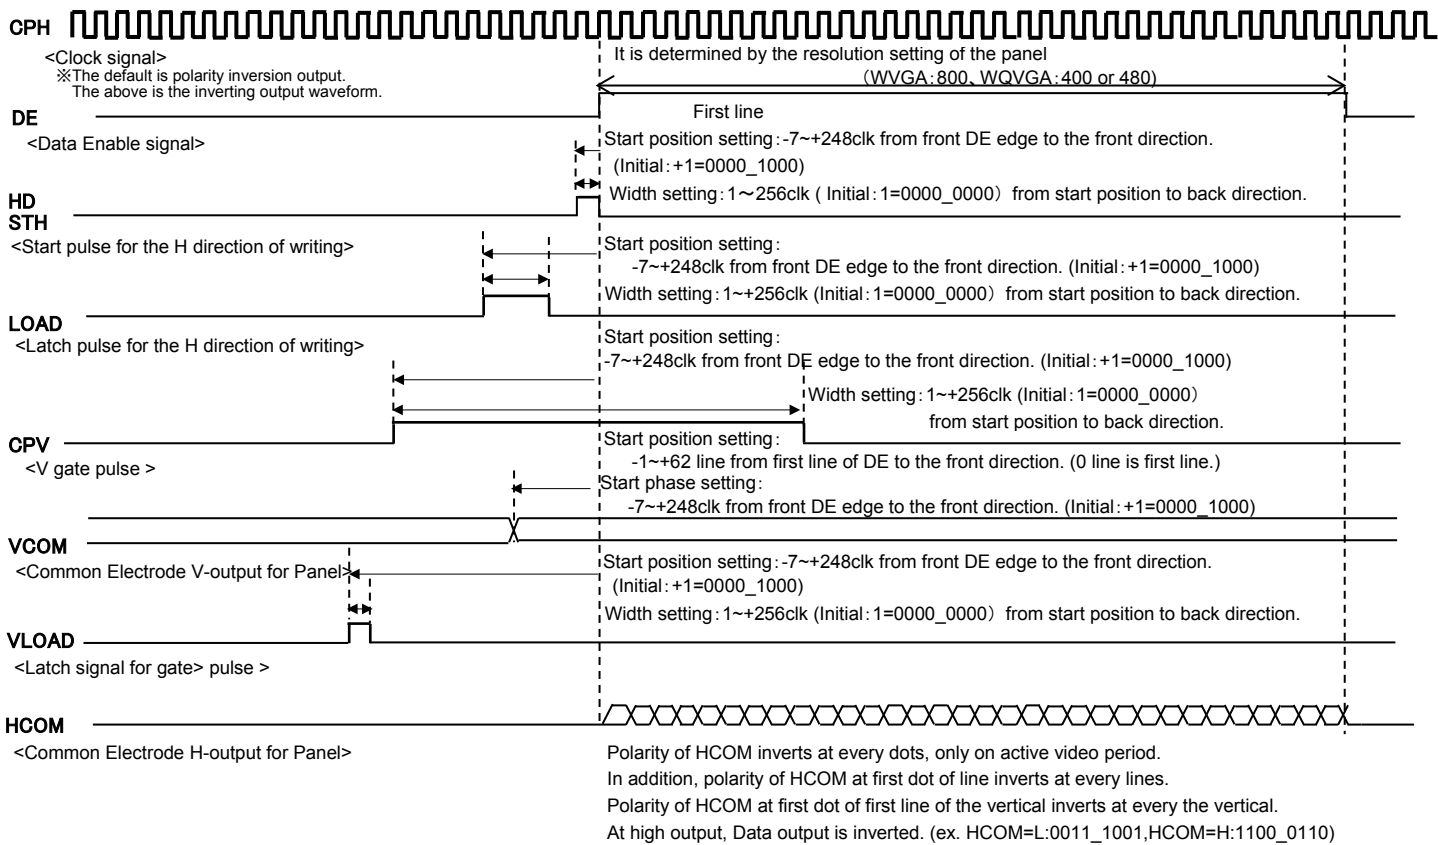 CPH
<Clock signal>
※The default is polarity inversion output.
The above is the inverting output waveform.
It is determined by the resolution setting of the panel
（WVGA：800、WQVGA：400 or 480)
DE
First line
<Data Enable signal>
Start position setting：-7~+248clk from front DE edge to the front direction.
(Initial：+1=0000_1000)
Width setting：1～256clk ( Initial：1=0000_0000）from start position to back direction.
HD
STH
<Start pulse for the H direction of writing>
Start position setting：
-7~+248clk from front DE edge to the front direction. (Initial：+1=0000_1000)
Width setting：1~+256clk (Initial：1=0000_0000）from start position to back direction.
LOAD
<Latch pulse for the H direction of writing>
Start position setting：
-7~+248clk from front DE edge to the front direction. (Initial：+1=0000_1000)
Width setting：1~+256clk (Initial：1=0000_0000）
from start position to back direction.
CPV
<V gate pulse >
Start position setting：
-1~+62 line from first line of DE to the front direction. (0 line is first line.)
Start phase setting：
-7~+248clk from front DE edge to the front direction. (Initial：+1=0000_1000)
VCOM
<Common Electrode V-output for Panel>
Start position setting：-7~+248clk from front DE edge to the front direction.
(Initial：+1=0000_1000)
Width setting：1~+256clk (Initial：1=0000_0000）from start position to back direction.
VLOAD
<Latch signal for gate> pulse >
HCOM
<Common Electrode H-output for Panel>
Polarity of HCOM inverts at every dots, only on active video period.
In addition, polarity of HCOM at first dot of line inverts at every lines.
Polarity of HCOM at first dot of first line of the vertical inverts at every the vertical.
At high output, Data output is inverted. (ex. HCOM=L:0011_1001,HCOM=H:1100_0110)